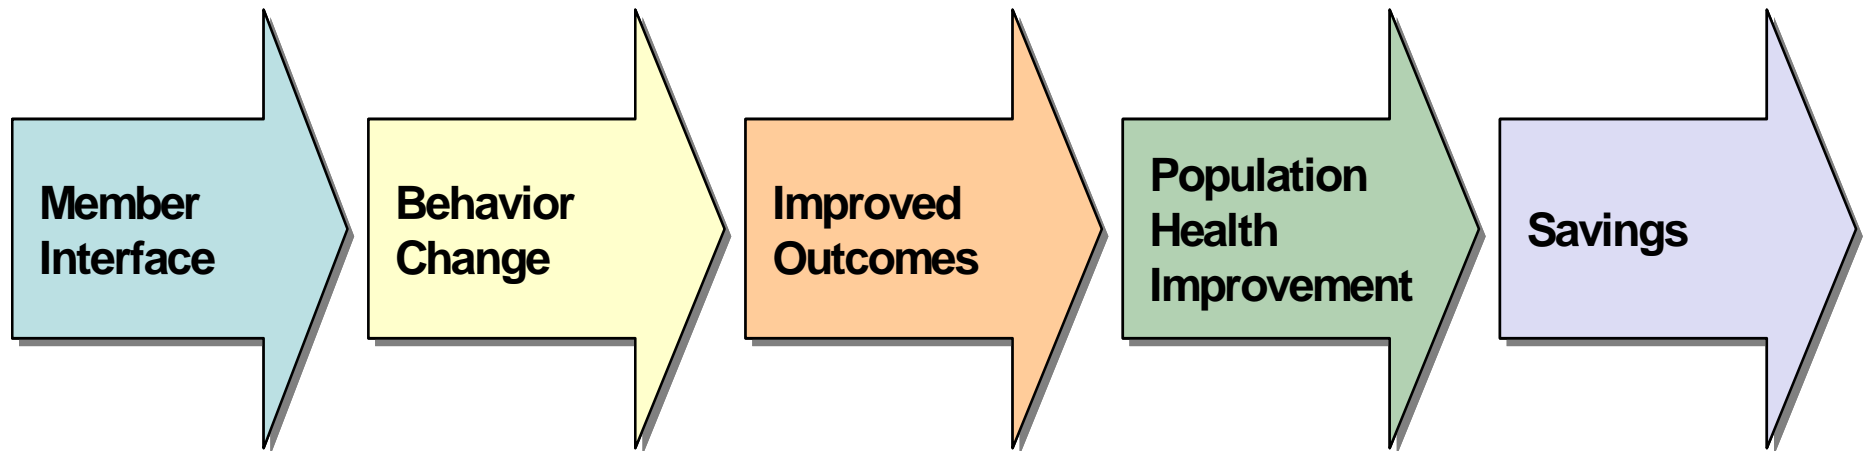 Member
Interface
Behavior
Change
Improved
Outcomes
Population
Health
Improvement
Savings